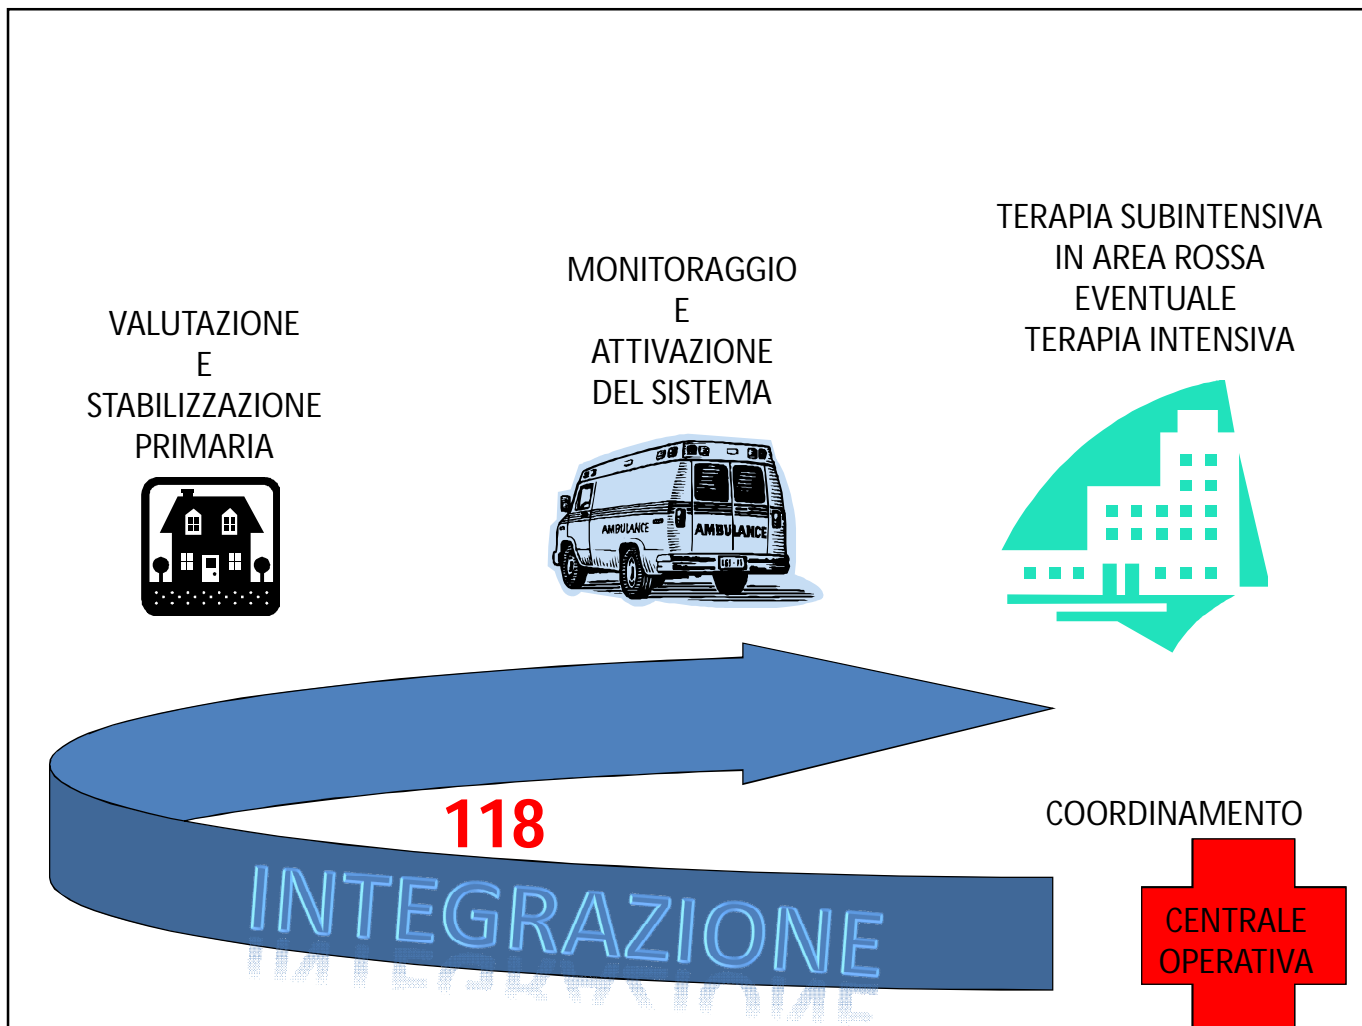 VALUTAZIONE
E
STABILIZZAZIONE
PRIMARIA
MONITORAGGIO
E
ATTIVAZIONE
DEL SISTEMA
AMBULANCE
AMBULANCE
TERAPIA SUBINTENSIVA
IN AREA ROSSA
EVENTUALE
TERAPIA INTENSIVA
118
INTEGRAZIONE
COORDINAMENTO
CENTRALE
OPERATIVA